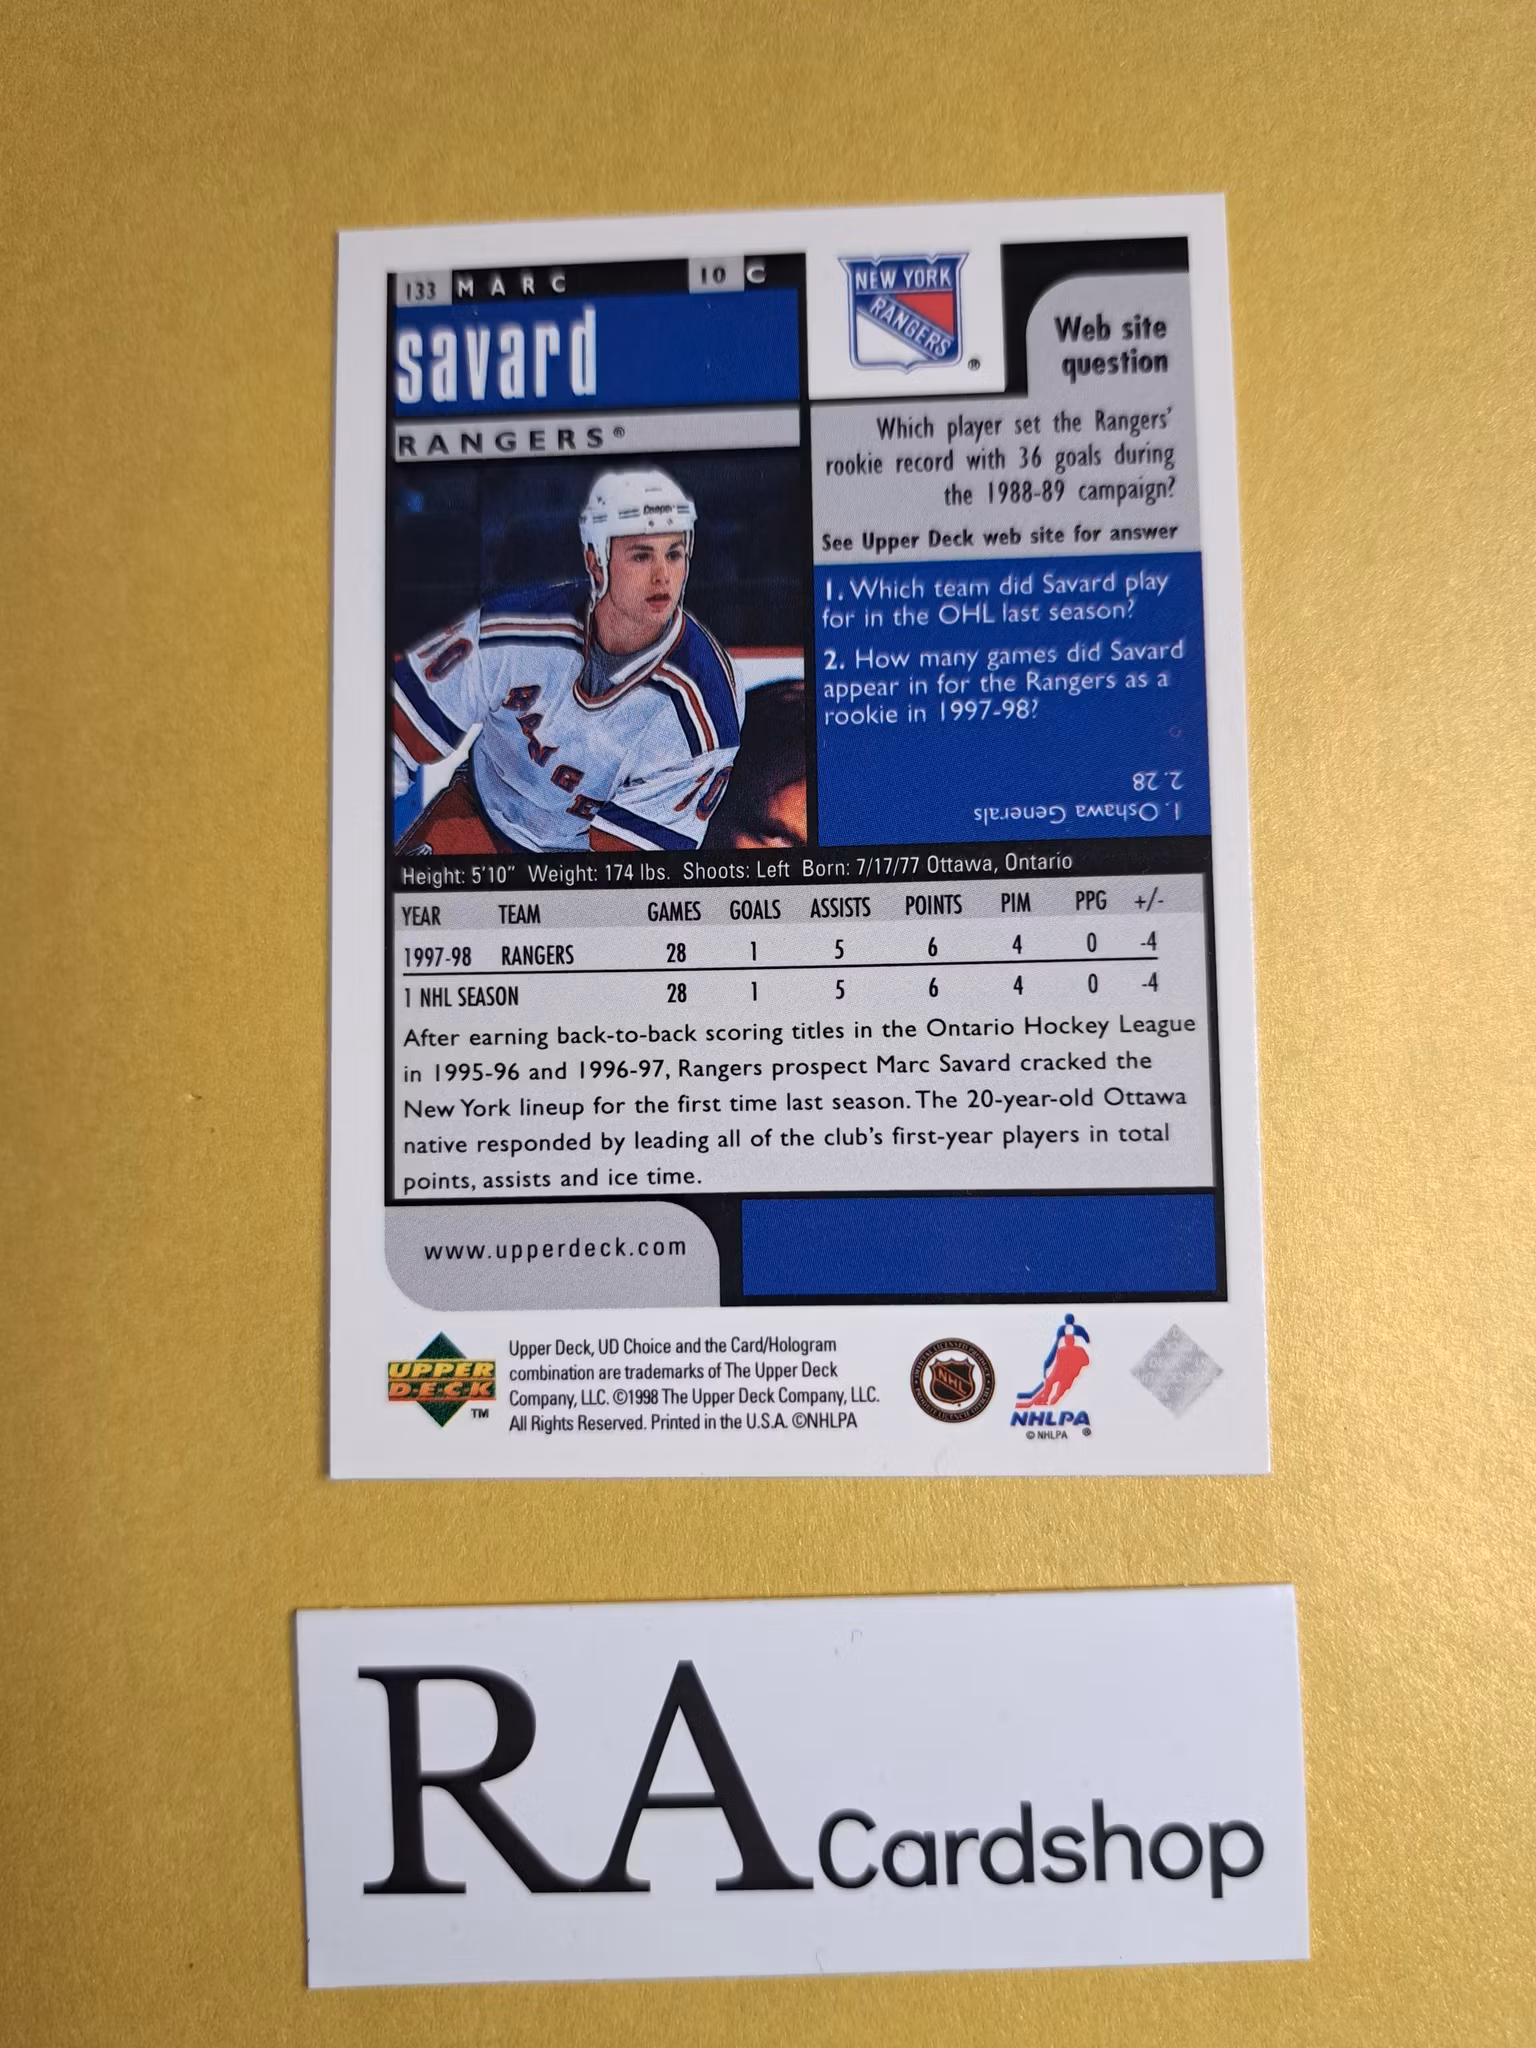 133 MARC 10 C
savard
RANGERS®
NEW YORK
RANGERS
®
Web site
question
Which player set the Rangers'
rookie record with 36 goals during
the 1988-89 campaign?
See Upper Deck web site for answer
1. Which team did Savard play
for in the OHL last season?
2. How many games did Savard
appear in for the Rangers as a
rookie in 1997-98?
1. Oshawa Generals
2. 28
Cooper
10
RANGE
10
Height: 5'10" Weight: 174 lbs. Shoots: Left Born: 7/17/77 Ottawa, Ontario
YEAR TEAM GAMES GOALS ASSISTS POINTS PIM PPG +/-
1997-98 RANGERS 28 1 5 6 4 0 -4
1 NHL SEASON 28 1 5 6 4 0 -4
After earning back-to-back scoring titles in the Ontario Hockey League
in 1995-96 and 1996-97, Rangers prospect Marc Savard cracked the
New York lineup for the first time last season. The 20-year-old Ottawa
native responded by leading all of the club's first-year players in total
points, assists and ice time.
www.upperdeck.com
UPPER
DECK
TM
Upper Deck, UD Choice and the Card/Hologram
combination are trademarks of The Upper Deck
Company, LLC. ©1998 The Upper Deck Company, LLC.
All Rights Reserved. Printed in the U.S.A. ©NHLPA
NHL
NHLPA
© NHLPA ®
RA Cardshop